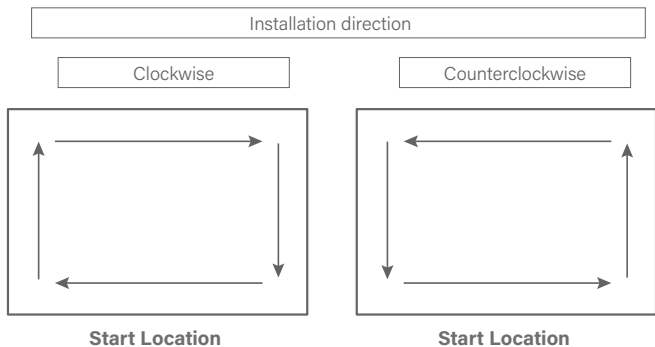 Installation direction
Clockwise
Counterclockwise
Start Location
Start Location